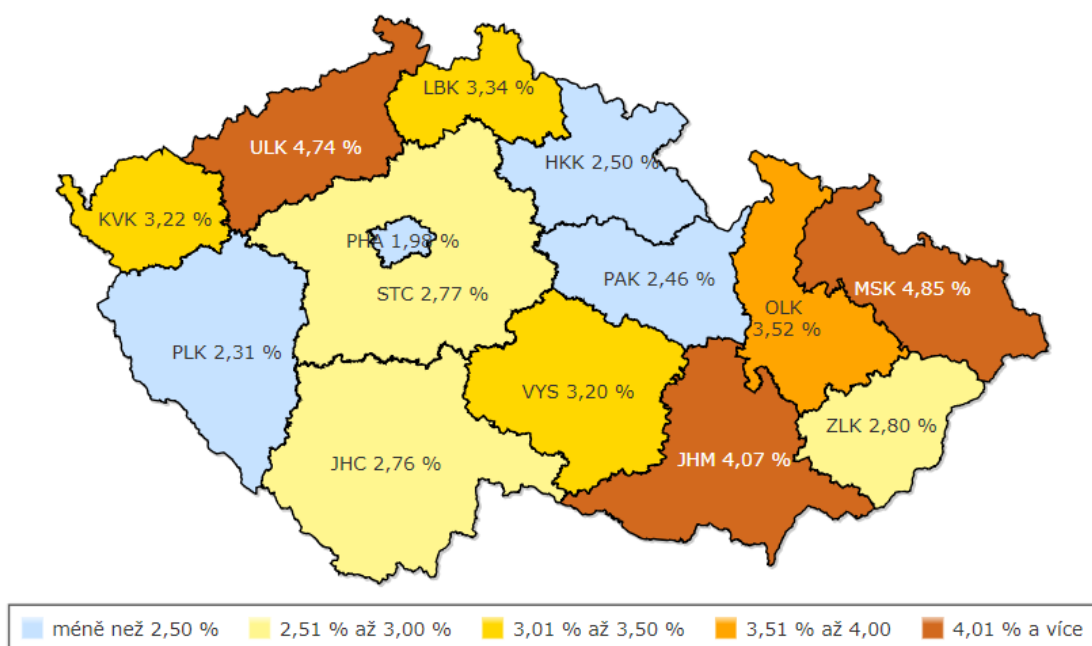 LBK 3,34 %
ULK 4,74 %
HKK 2,50 %
KVK 3,22 %
PHA 1,98 %
PAK 2,46 %
MSK 4,85 %
STC 2,77 %
OLK
3,52 %
PLK 2,31 %
VYS 3,20 %
ZLK 2,80 %
JHC 2,76 %
JHM 4,07 %
méně než 2,50 % 2,51 % až 3,00 % 3,01 % až 3,50 % 3,51 % až 4,00 4,01 % a více